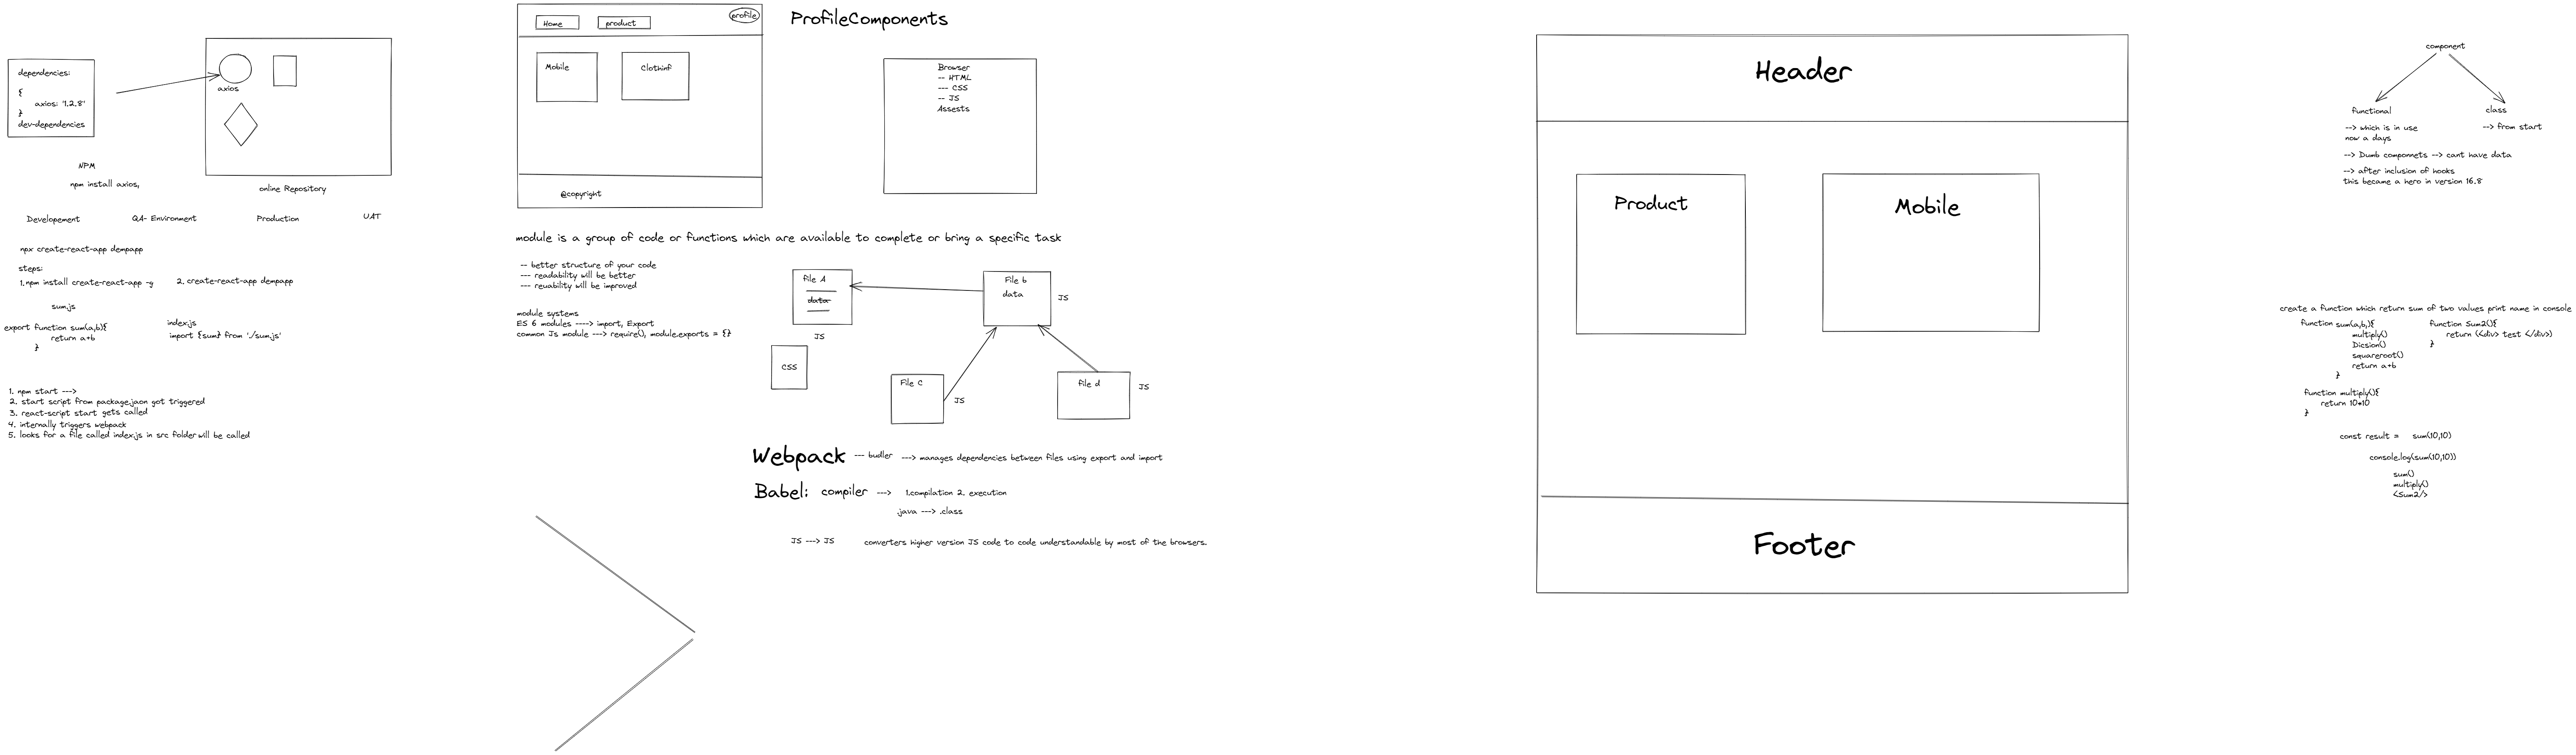 dependencies:
{
axios: '1.2.8'
}
dev-dependencies
axios
NPM
npm install axios,
online Repository
Developement
QA- Environment
Production
UAT
npx create-react-app dempapp
steps:
1.npm install create-react-app -g
2. create-react-app dempapp
sum.js
export function sum(a,b){
return a+b
}
index.js
import {sum} from './sum.js'
1. npm start --->
2. start script from package.jaon got triggered
3. react-script start gets called
4. internally triggers webpack
5. looks for a file called index.js in src folder will be called
Home
product
profile
Mobile
Clothinf
@copyright
ProfileComponents
Browser
-- HTML
--- CSS
-- JS
Assests
module is a group of code or functions which are available to complete or bring a specific task
-- better structure of your code
--- readability will be better
--- reuability will be improved
module systems
ES 6 modules ----> import, Export
common Js module ---> require(), module.exports = {}
file A
data
JS
File b
data
JS
CSS
File C
JS
file d
JS
Webpack --- budler ---> manages dependencies between files using export and import
Babel: compiler ---> 1.compilation 2. execution
.java ---> .class
JS ---> JS converters higher version JS code to code understandable by most of the browsers.
Header
Product
Mobile
Footer
component
functional
--> which is in use
now a days
--> Dumb componnets --> cant have data
--> after inclusion of hooks
this became a hero in version 16.8
class
--> from start
create a function which return sum of two values print name in console
function sum(a,b,){
multiply()
Dicsion()
squareroot()
return a+b
}
function Sum2(){
return (<div> test </div>)
}
function multiply(){
return 10*10
}
const result = sum(10,10)
console.log(sum(10,10))
sum()
multiply()
<Sum2/>